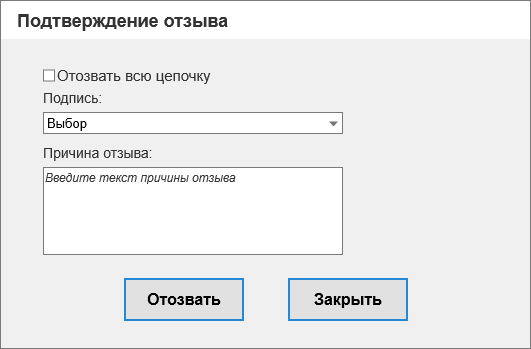 Подтверждение отзыва
Отозвать всю цепочку
Подпись:
Выбор
Причина отзыва:
Введите текст причины отзыва
Отозвать
Закрыть